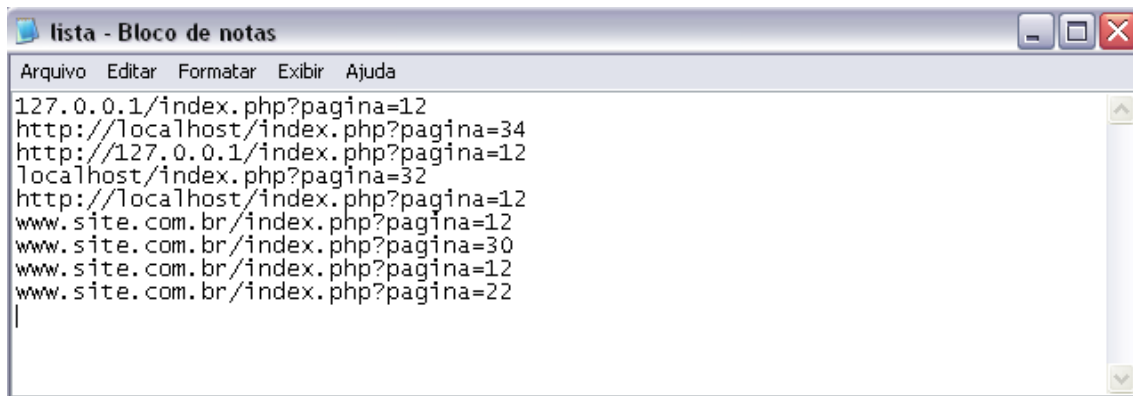 lista - Bloco de notas
Arquivo Editar Formatar Exibir Ajuda
127.0.0.1/index.php?pagina=12
http://localhost/index.php?pagina=34
http://127.0.0.1/index.php?pagina=12
localhost/index.php?pagina=32
http://localhost/index.php?pagina=12
www.site.com.br/index.php?pagina=12
www.site.com.br/index.php?pagina=30
www.site.com.br/index.php?pagina=12
www.site.com.br/index.php?pagina=22